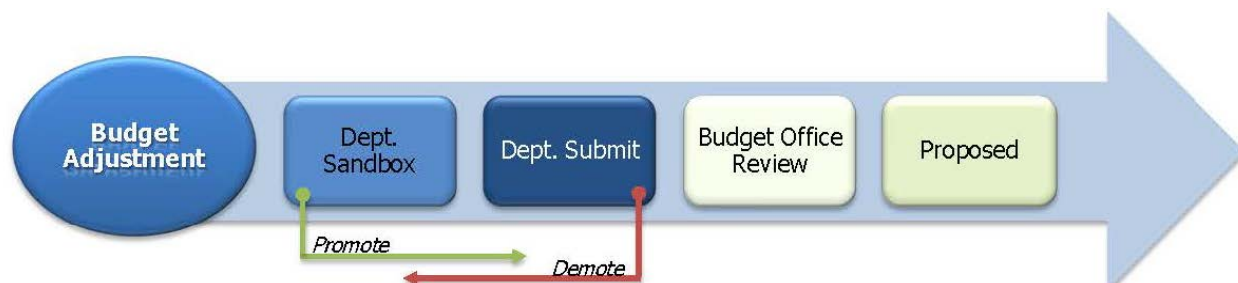 Budget
Adjustment
Dept.
Sandbox
Dept. Submit
Budget Office
Review
Proposed
Promote
Demote